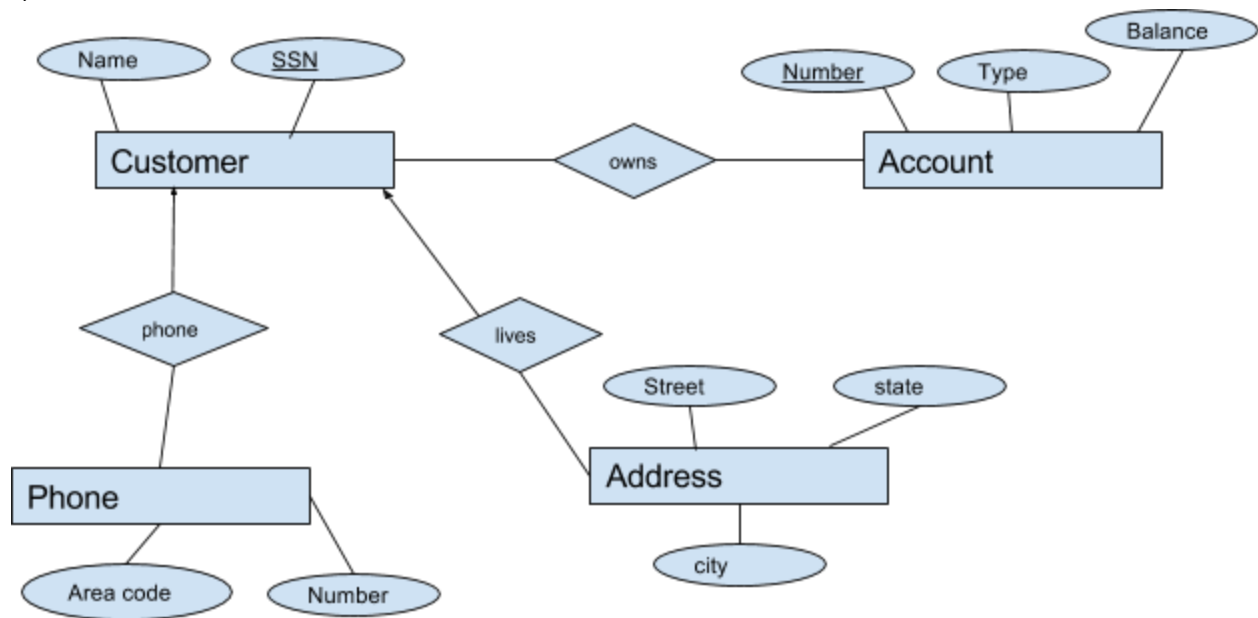 Name
SSN
Number
Type
Balance
Customer
owns
Account
phone
lives
Street
state
Phone
Address
Area code
Number
city